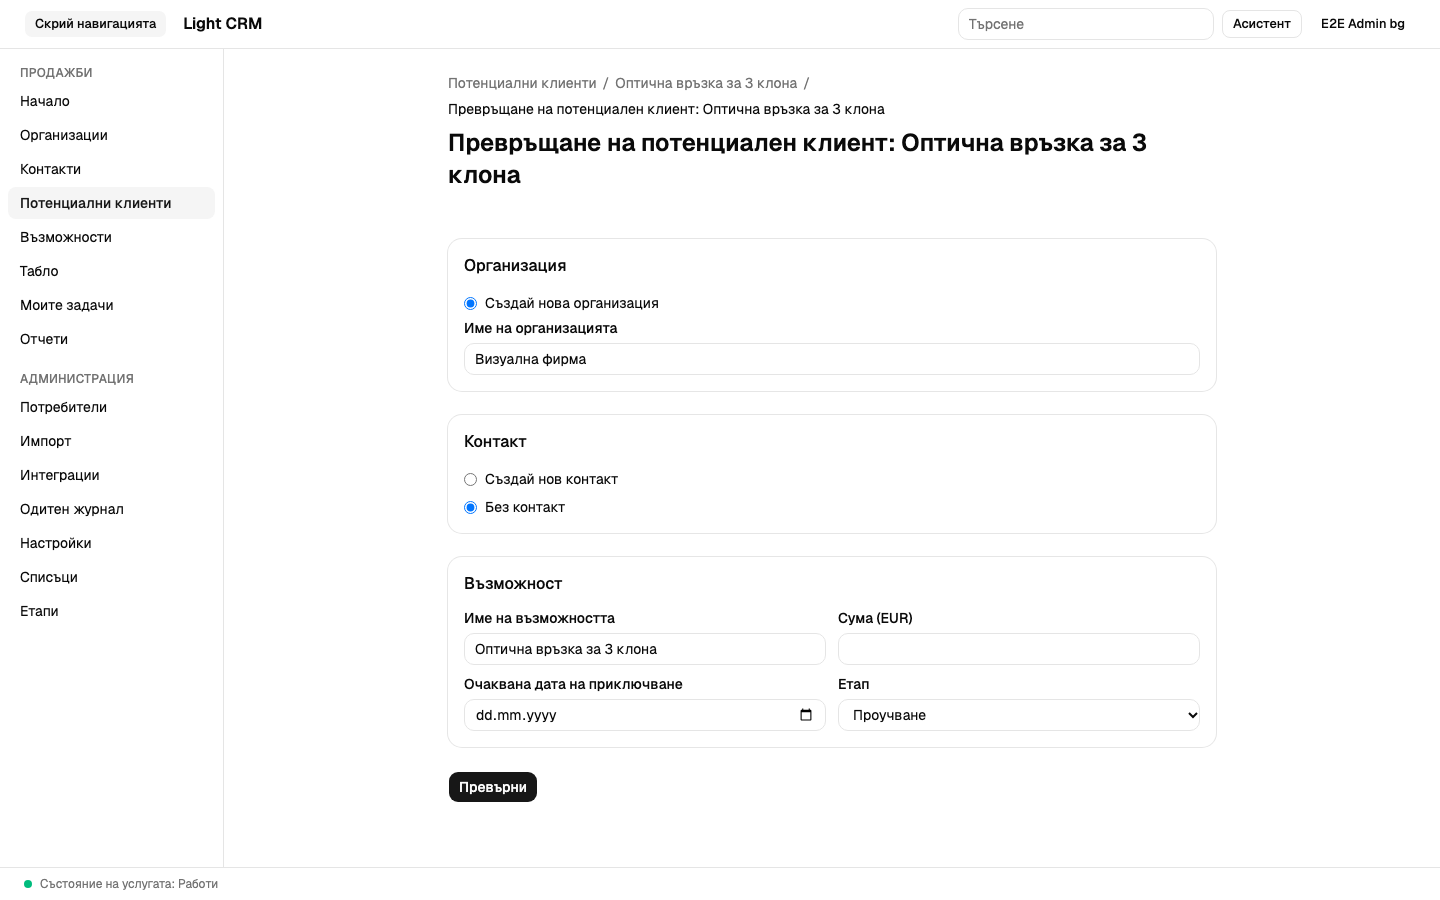 Скрий навигацията
Light CRM
Търсене
Асистент
E2E Admin bg
ПРОДАЖБИ
Начало
Организации
Контакти
Потенциални клиенти
Възможности
Табло
Моите задачи
Отчети
АДМИНИСТРАЦИЯ
Потребители
Импорт
Интеграции
Одитен журнал
Настройки
Списъци
Етапи
Потенциални клиенти / Оптична връзка за 3 клона /
Превръщане на потенциален клиент: Оптична връзка за 3 клона
Превръщане на потенциален клиент: Оптична връзка за 3
клона
Организация
Създай нова организация
Име на организацията
Визуална фирма
Контакт
Създай нов контакт
Без контакт
Възможност
Име на възможността
Сума (EUR)
Оптична връзка за 3 клона
Очаквана дата на приключване
Етап
dd.mm.yyyy
Проучване
Превърни
Състояние на услугата: Работи